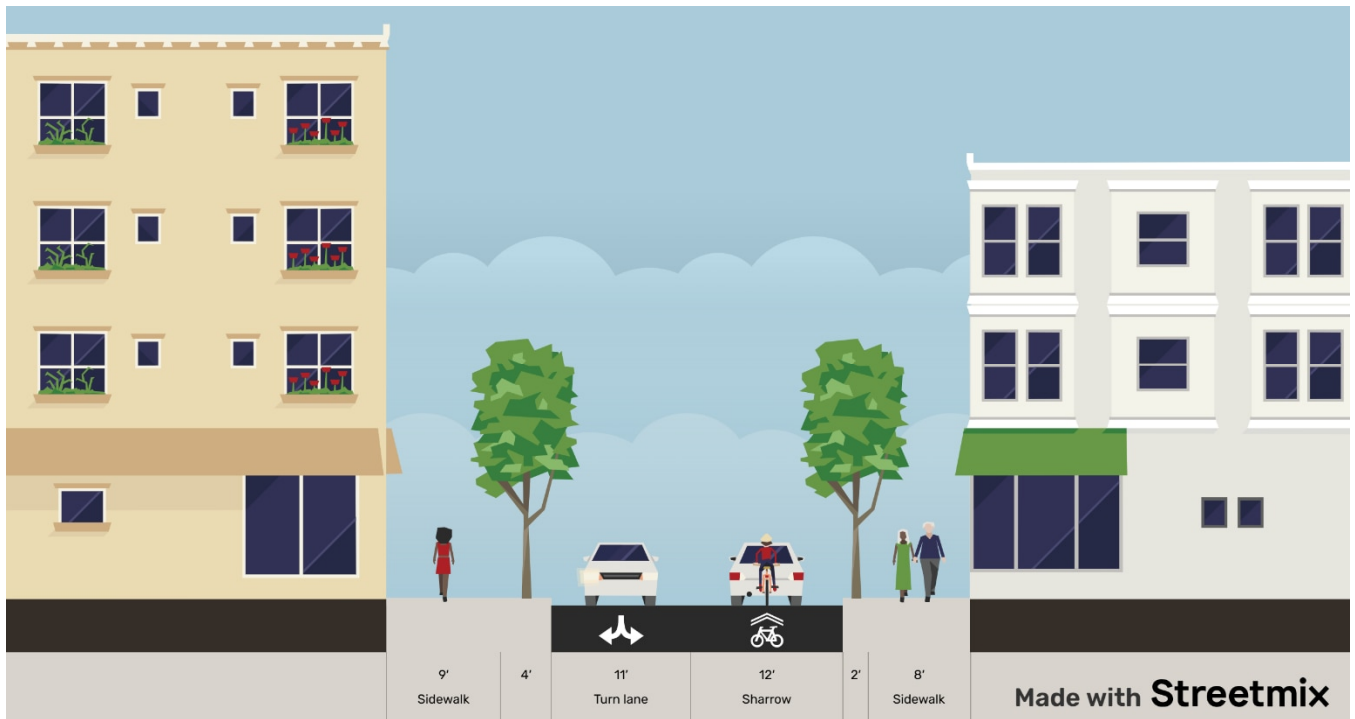 9′ 4′ 11′ 12′ 2′ 8′
Sidewalk Turn lane Sharrow Sidewalk
Made with Streetmix